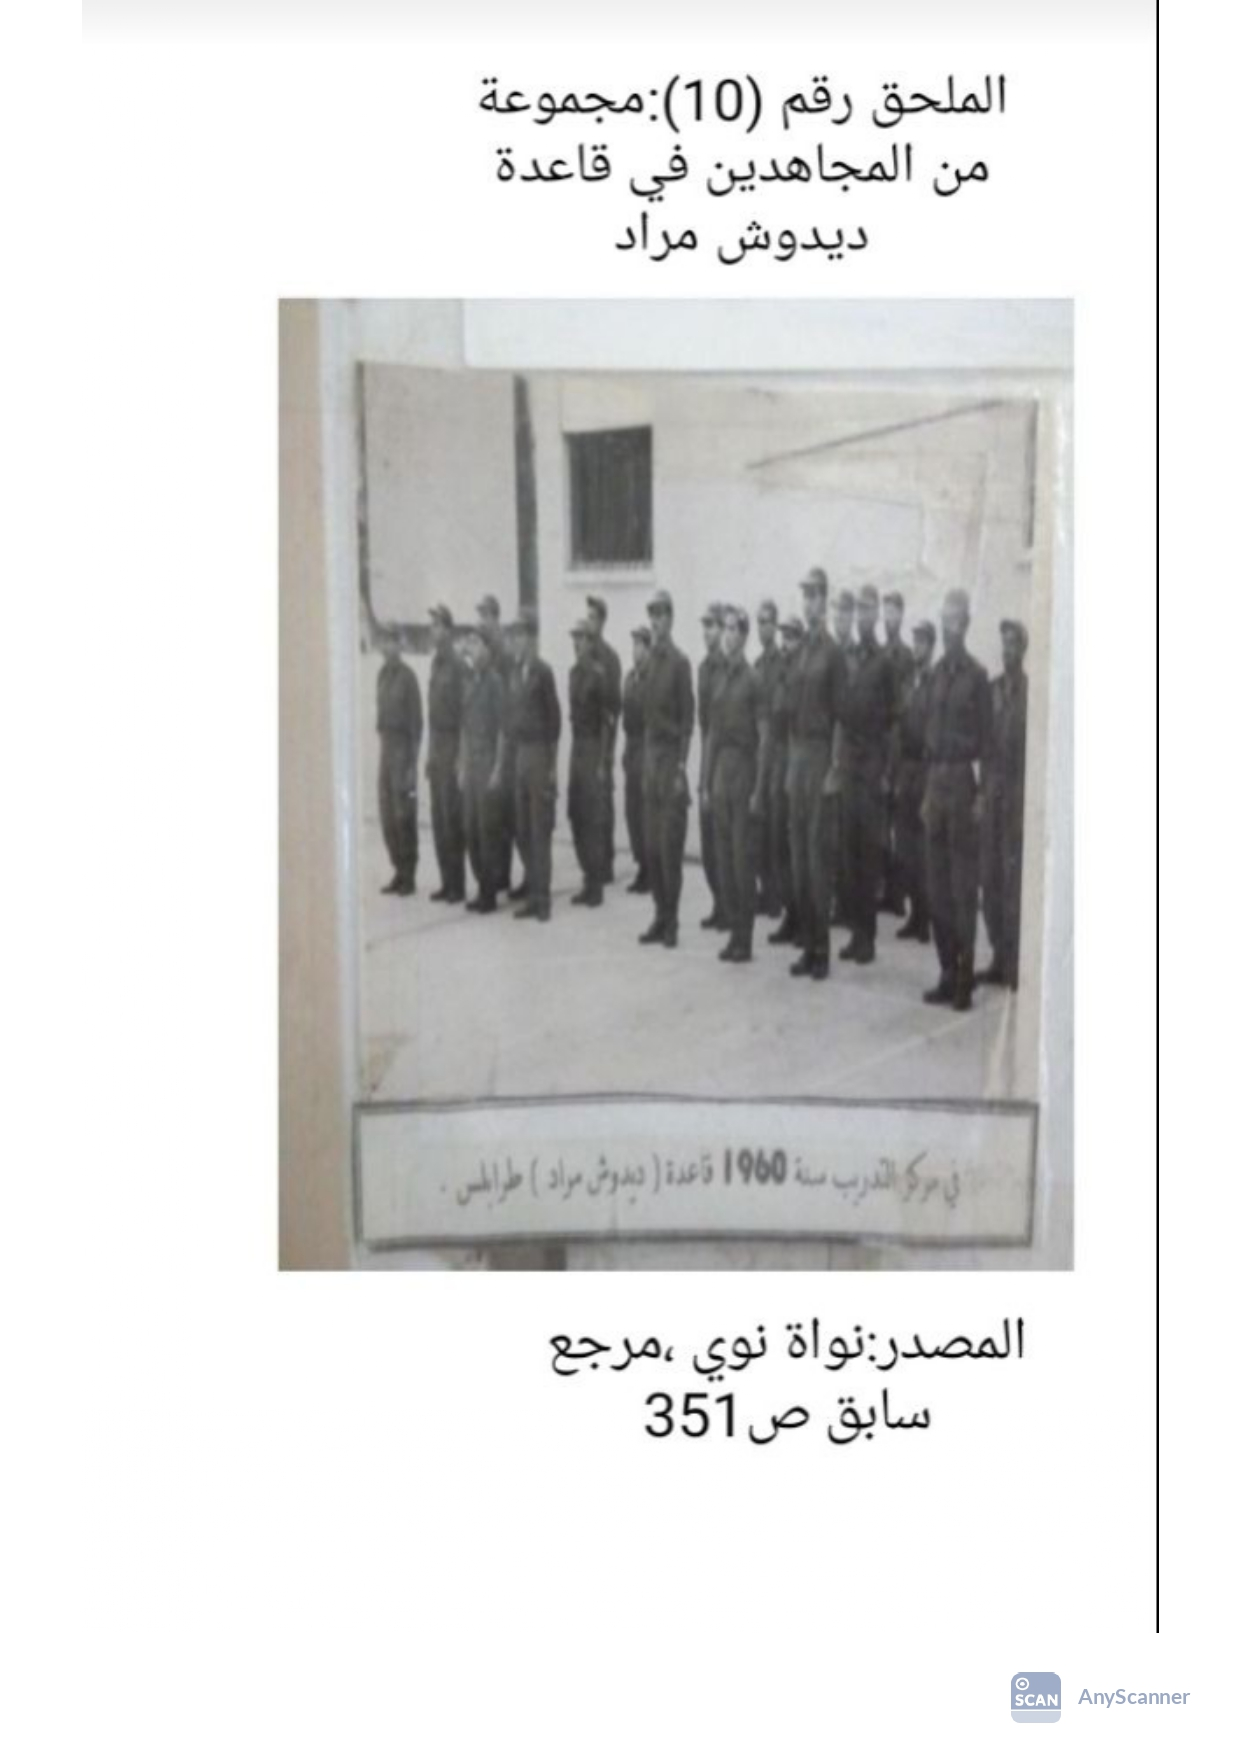 الملحق رقم (10):مجموعة
من المجاهدين في قاعدة
ديدوش مراد
في مركز التدريب سنة 1960 قاعدة ( ديدوش مراد ) طرابلس .
المصدر:نواة نوي ،مرجع
سابق ص351
SCAN AnyScanner